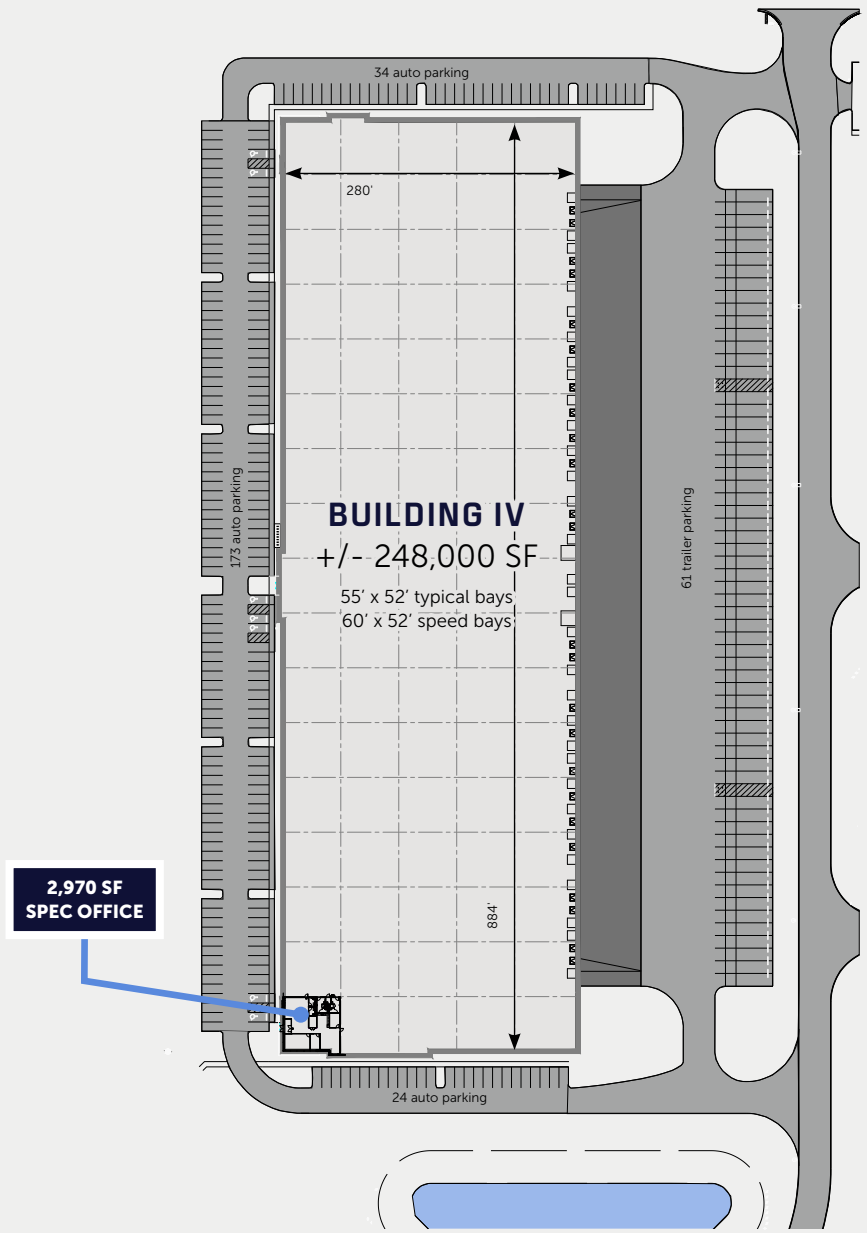 34 auto parking
280'
173 auto parking
BUILDING IV
+/- 248,000 SF
55' x 52' typical bays
60' x 52' speed bays
61 trailer parking
2,970 SF
SPEC OFFICE
884'
24 auto parking